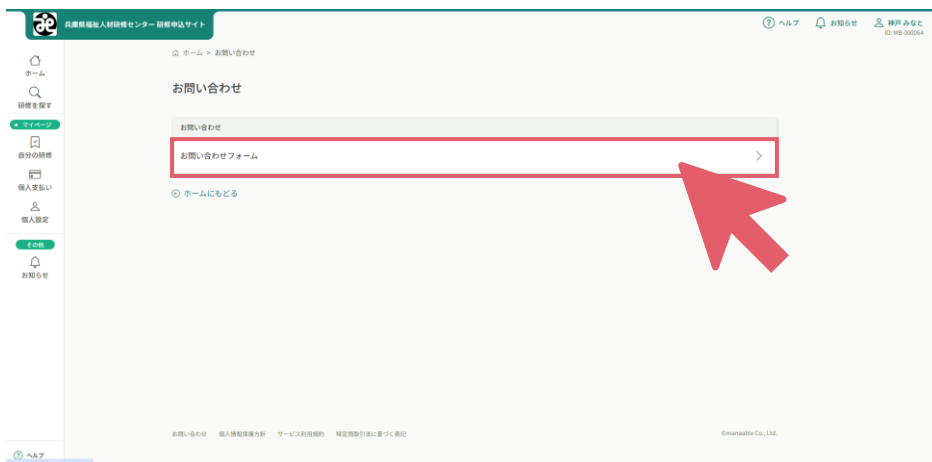 兵庫県福祉人材研修センター 研修申込サイト
ヘルプ
お知らせ
神戸 みなと
ID: MB-000064
ホーム
研修を探す
マイページ
自分の研修
個人支払い
個人設定
その他
お知らせ
ヘルプ
ホーム > お問い合わせ
お問い合わせ
お問い合わせ
お問い合わせフォーム
ホームにもどる
お問い合わせ 個人情報保護方針 サービス利用規約 特定商取引法に基づく表記
©manaable Co., Ltd.